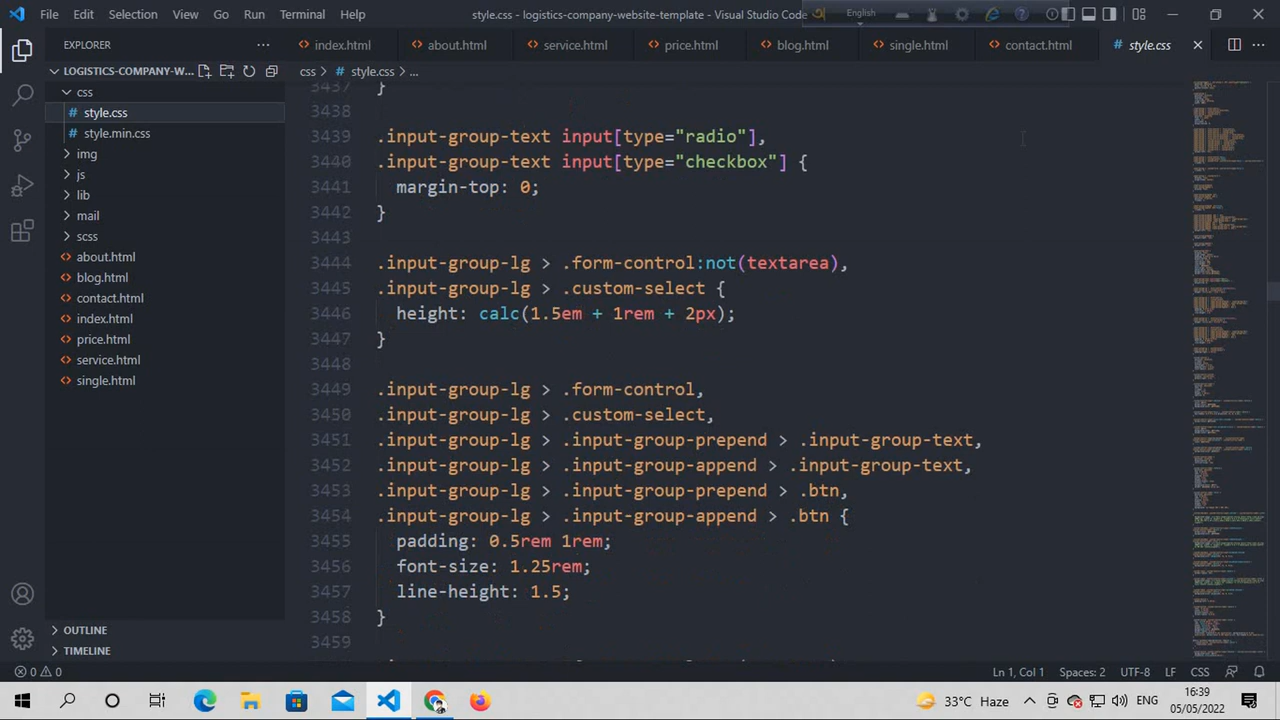 File Edit Selection View Go Run Terminal Help
style.css - logistics-company-website-template - Visual Studio Code
English
EXPLORER
index.html
about.html
service.html
price.html
blog.html
single.html
contact.html
# style.css
LOGISTICS-COMPANY-W...
css > # style.css > ...
css
# style.css
# style.min.css
img
js
lib
mail
scss
about.html
blog.html
contact.html
index.html
price.html
service.html
single.html
OUTLINE
TIMELINE
3437 }
3438
3439 .input-group-text input[type="radio"],
3440 .input-group-text input[type="checkbox"] {
3441 margin-top: 0;
3442 }
3443
3444 .input-group-lg > .form-control:not(textarea),
3445 .input-group-lg > .custom-select {
3446 height: calc(1.5em + 1rem + 2px);
3447 }
3448
3449 .input-group-lg > .form-control,
3450 .input-group-lg > .custom-select,
3451 .input-group-lg > .input-group-prepend > .input-group-text,
3452 .input-group-lg > .input-group-append > .input-group-text,
3453 .input-group-lg > .input-group-prepend > .btn,
3454 .input-group-lg > .input-group-append > .btn {
3455 padding: 0.5rem 1rem;
3456 font-size: 1.25rem;
3457 line-height: 1.5;
3458 }
3459
0 0
Ln 1, Col 1 Spaces: 2 UTF-8 LF CSS
33°C Haze
ENG
16:39
05/05/2022